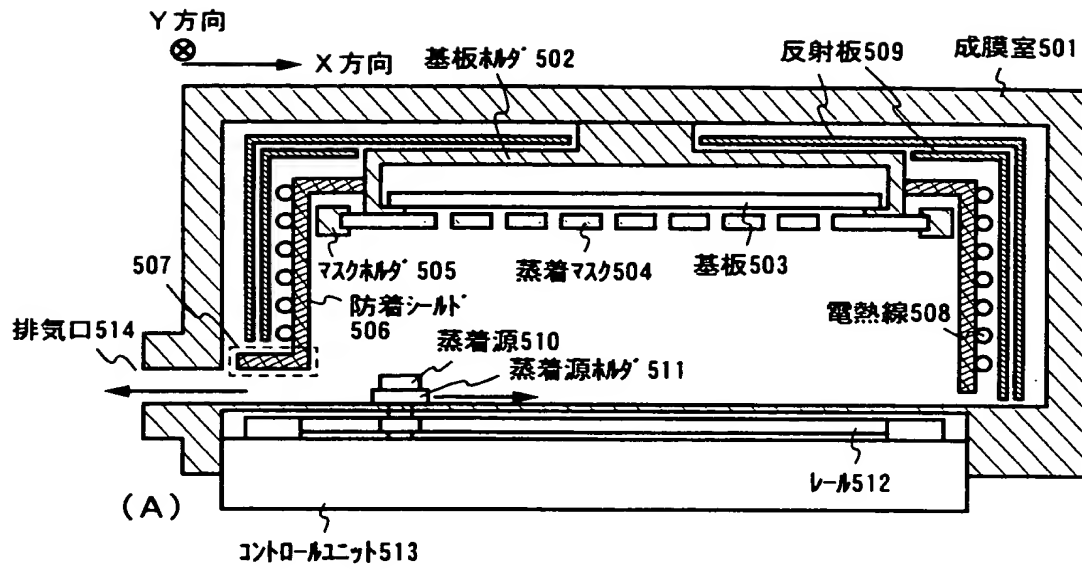 Y方向
X方向
基板ホルダ502
反射板509
成膜室501
507
マスクホルダ505
蒸着マスク504
基板503
防着シールド
506
排気口514
電熱線508
蒸着源510
蒸着源ホルダ511
レール512
(A)
コントロールユニット513